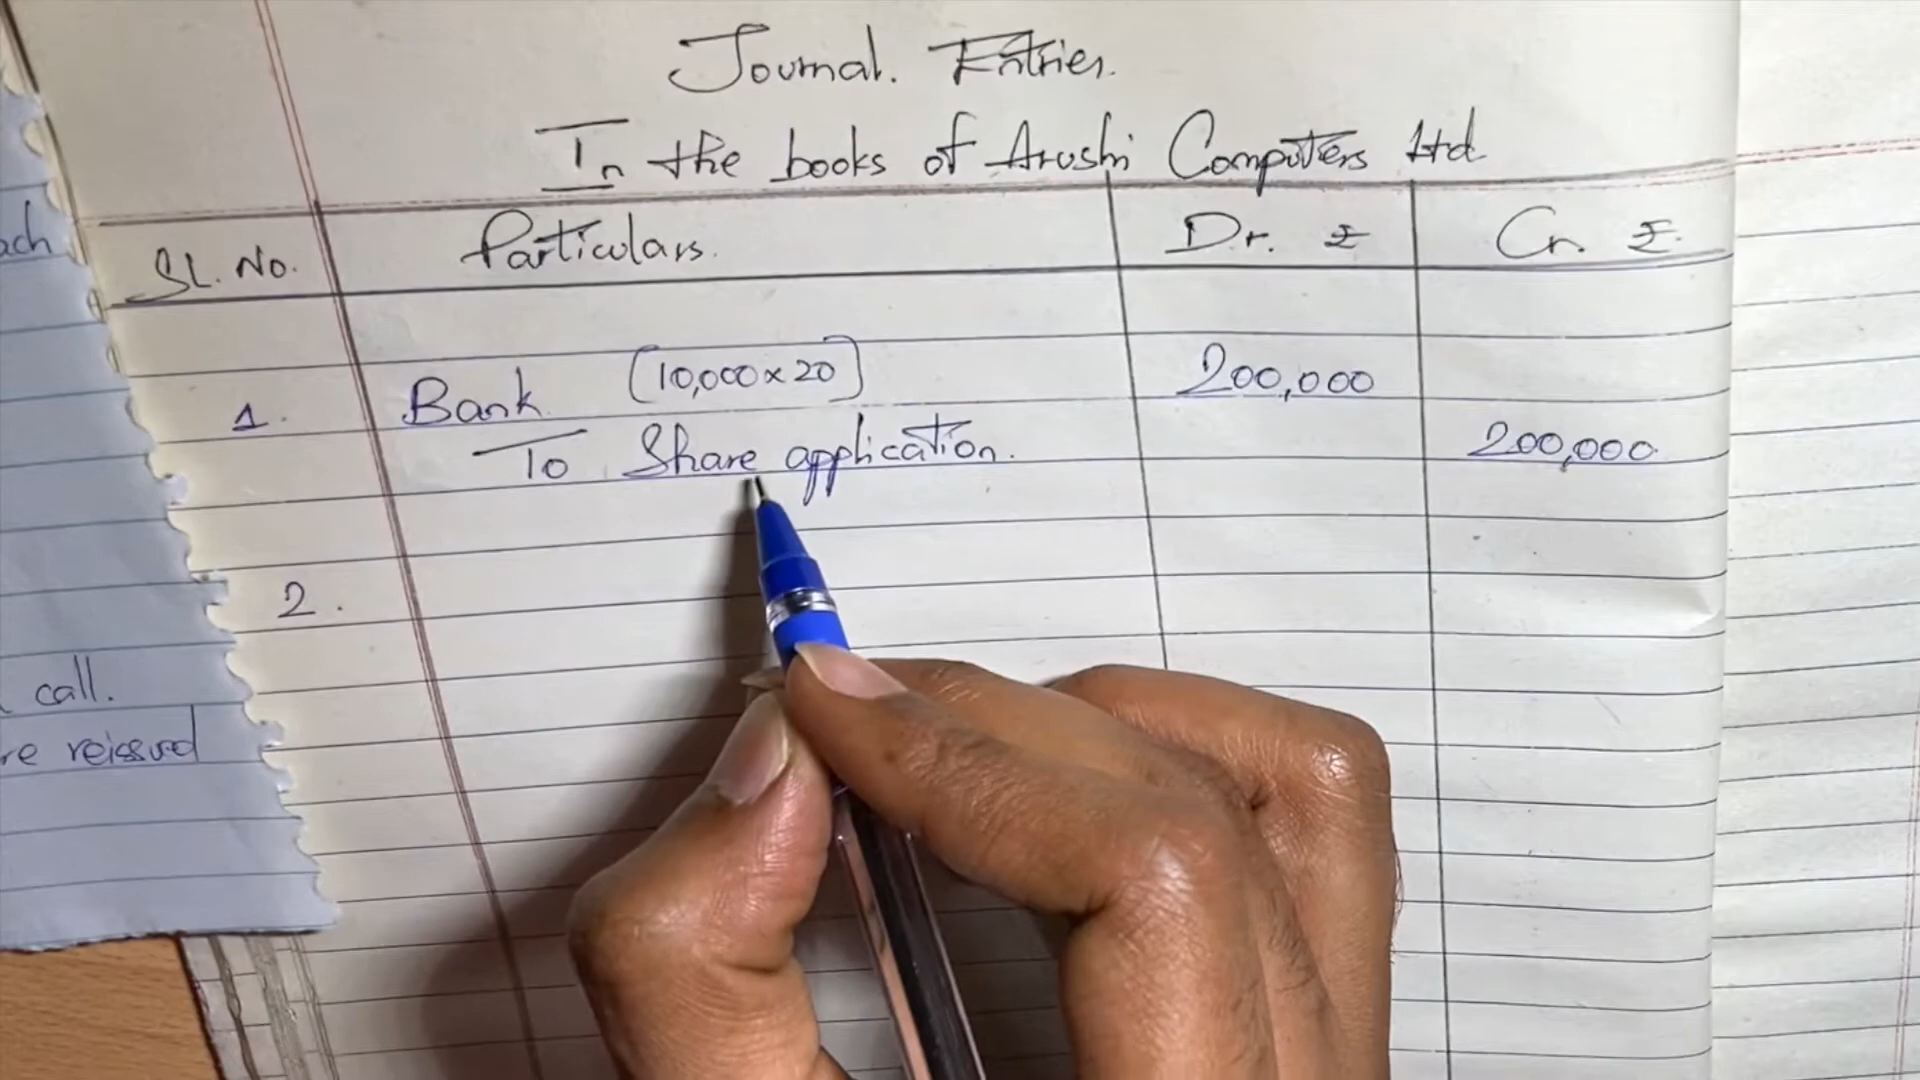 Journal. Entries.
In the books of Arushi Computers Ltd
SL. No. Particulars. Dr. ₹ Cr. ₹.
1. Bank [10,000 × 20] 200,000
To Share application. 200,000
2.
ach
call.
re reissued